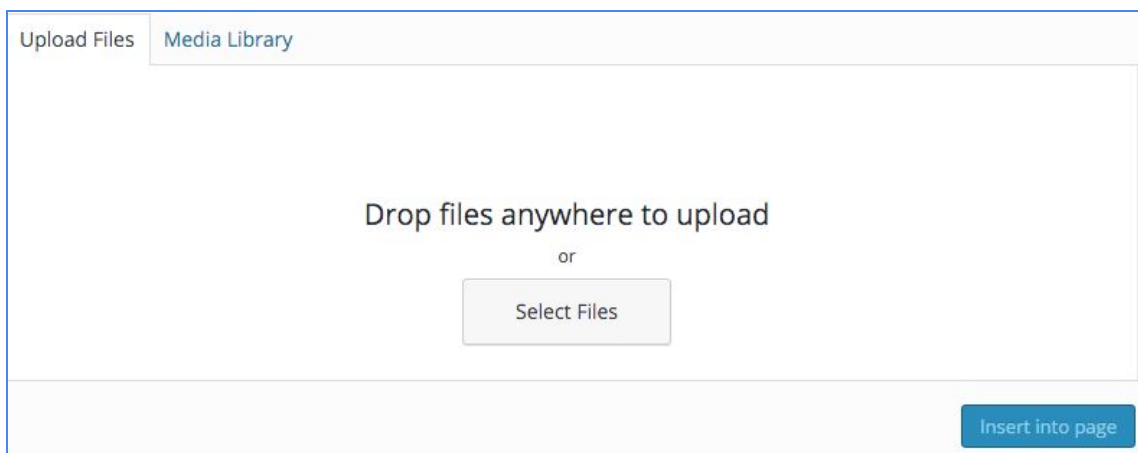 Upload Files Media Library
Drop files anywhere to upload
or
Select Files
Insert into page